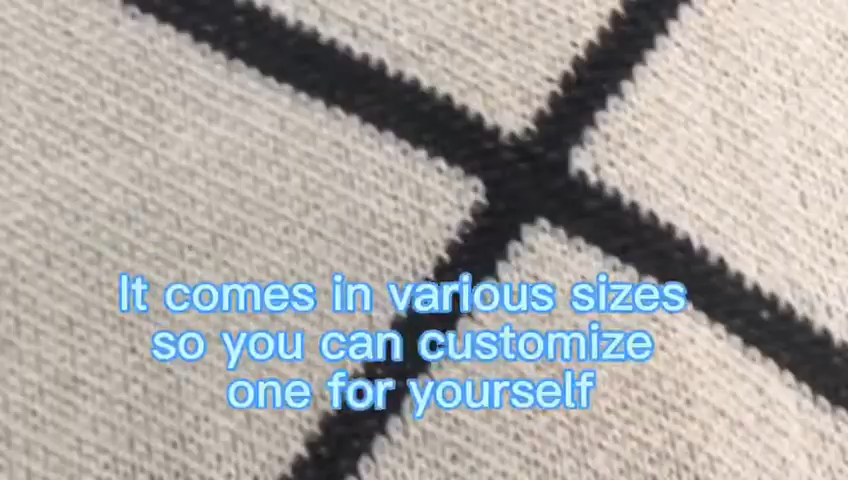 It comes in various sizes
so you can customize
one for yourself